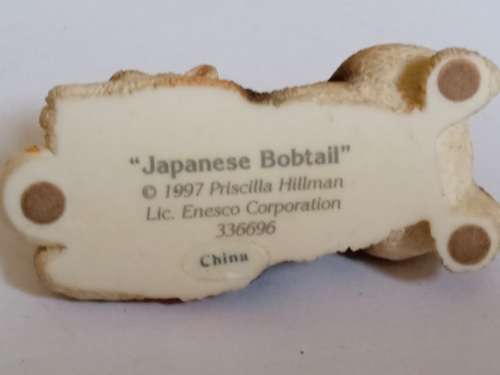 "Japanese Bobtail"
© 1997 Priscilla Hillman
Lic. Enesco Corporation
336696
China